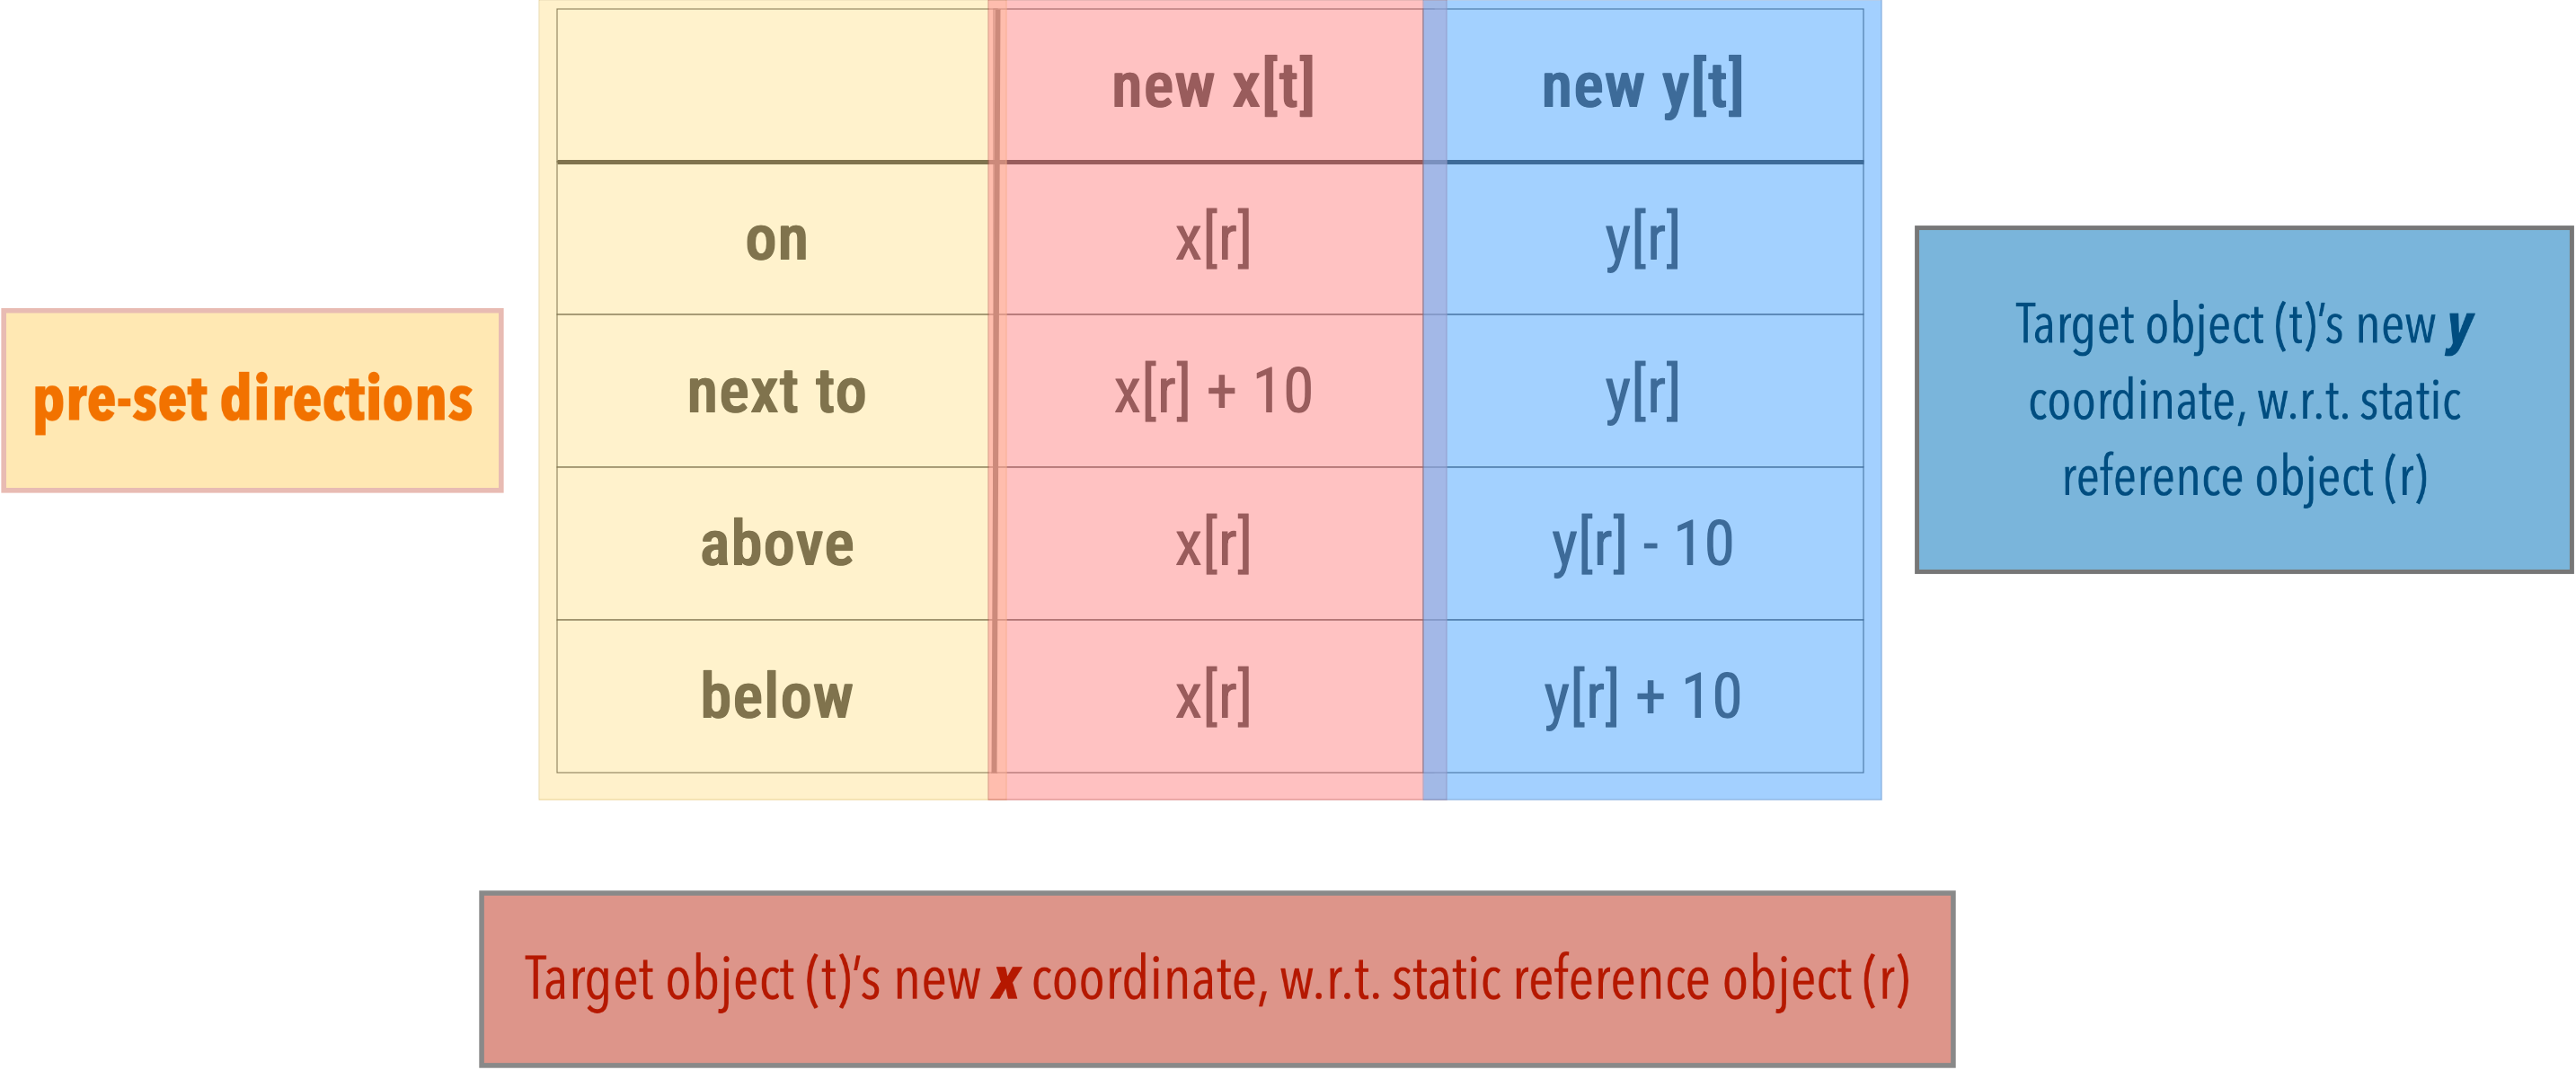 new x[t] new y[t]
on x[r] y[r]
pre-set directions
next to x[r] + 10 y[r]
above x[r] y[r] - 10
below x[r] y[r] + 10
Target object (t)'s new y
coordinate, w.r.t. static
reference object (r)
Target object (t)'s new x coordinate, w.r.t. static reference object (r)